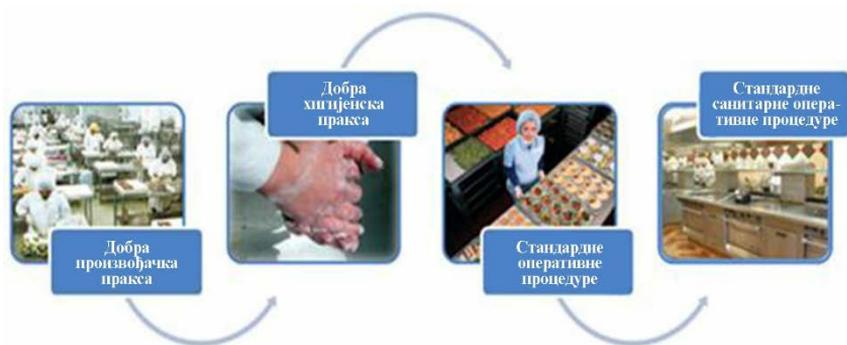 Добра
произвођачка
пракса
Добра
хигијенска
пракса
Стандардне
оперативне
процедуре
Стандардне
санитарне опера-
тивне процедуре